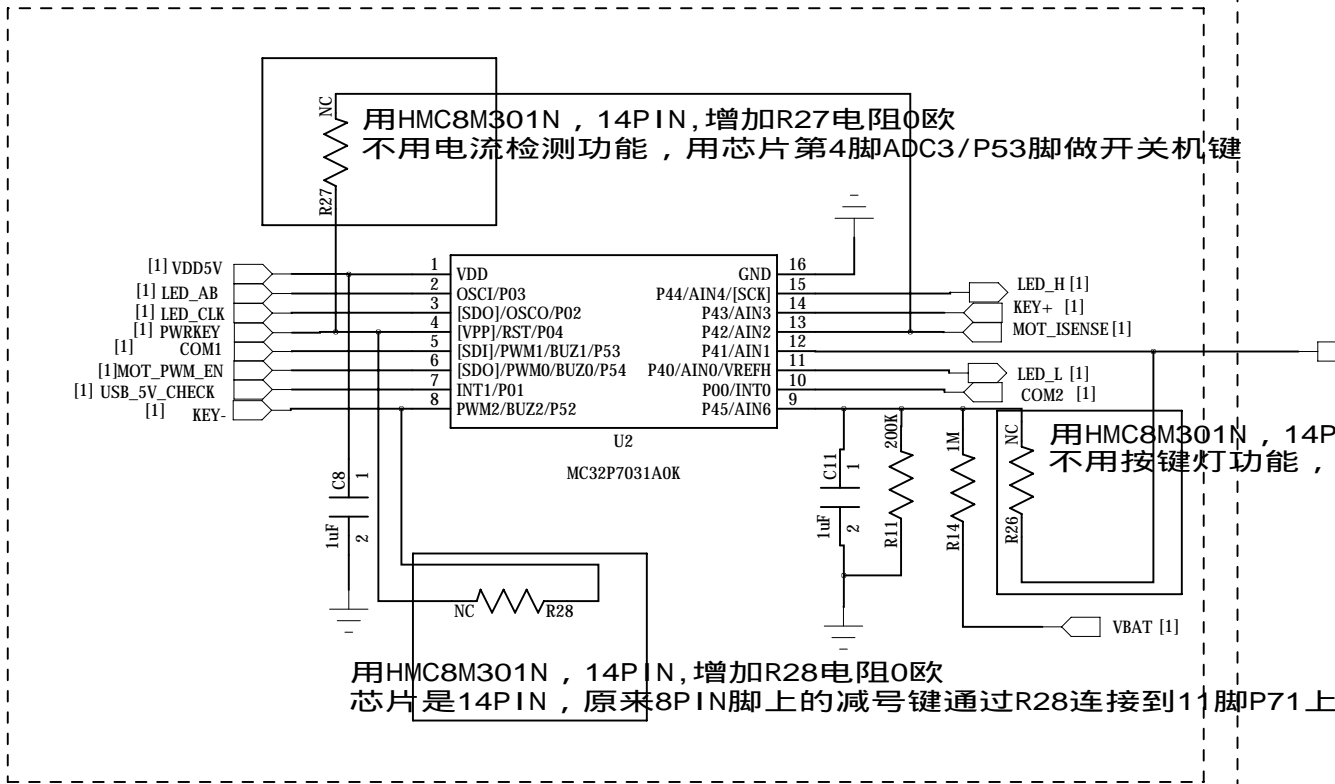 NC
R27
用HMC8M301N，14PIN,增加R27电阻0欧
不用电流检测功能，用芯片第4脚ADC3/P53脚做开关机键
[1] VDD5V
[1] LED_AB
[1] LED_CLK
[1] PWRKEY
[1] COM1
[1]MOT_PWM_EN
[1] USB_5V_CHECK
[1] KEY-
1 VDD
2 OSCI/P03
3 [SDO]/OSCO/P02
4 [VPP]/RST/P04
5 [SDI]/PWM1/BUZ1/P53
6 [SDO]/PWM0/BUZ0/P54
7 INT1/P01
8 PWM2/BUZ2/P52
GND 16
P44/AIN4/[SCK] 15
P43/AIN3 14
P42/AIN2 13
P41/AIN1 12
P40/AIN0/VREFH 11
P00/INT0 10
P45/AIN6 9
LED_H [1]
KEY+ [1]
MOT_ISENSE[1]
LED_L [1]
COM2 [1]
U2
MC32P7031A0K
C8
1
1uF
2
C11
1
1uF
2
200K
R11
1M
R14
NC
R26
用HMC8M301N，14P
不用按键灯功能，
VBAT [1]
NC R28
用HMC8M301N，14PIN,增加R28电阻0欧
芯片是14PIN，原来8PIN脚上的减号键通过R28连接到11脚P71上